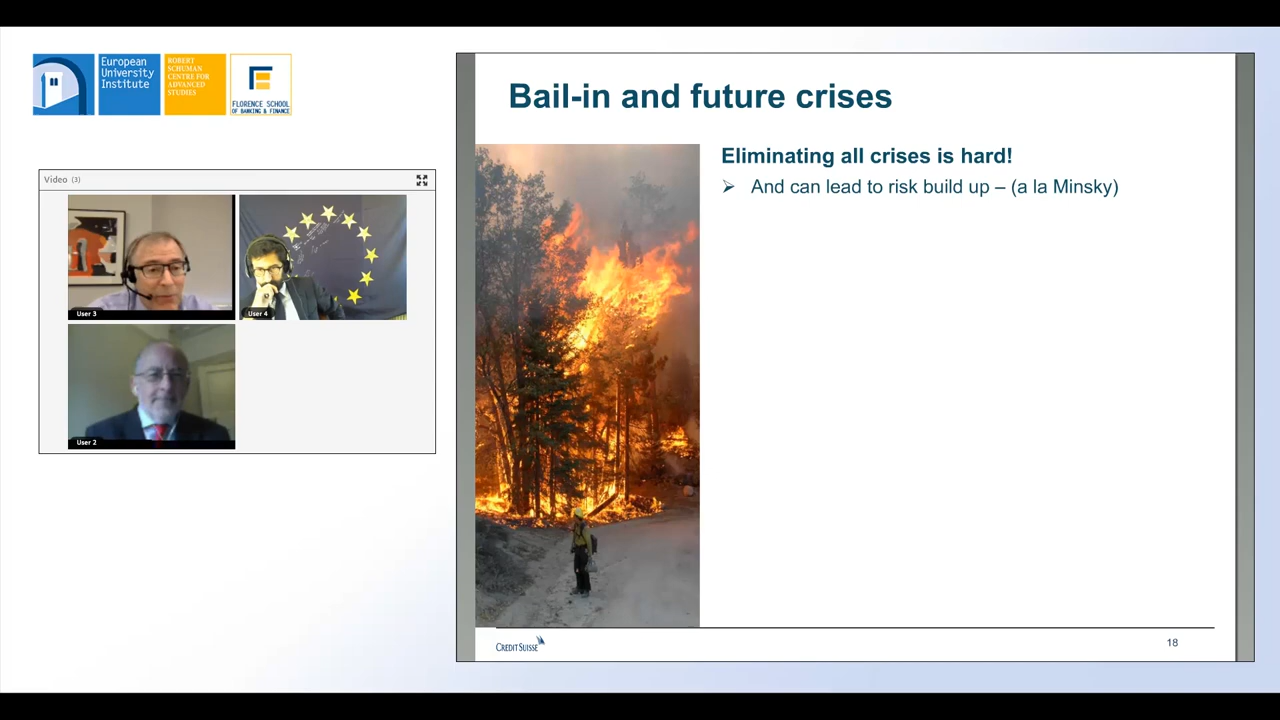 European
University
Institute
ROBERT
SCHUMAN
CENTRE FOR
ADVANCED
STUDIES
FLORENCE SCHOOL
OF BANKING & FINANCE
Video (3)
User 3
User 4
User 2
Bail-in and future crises
Eliminating all crises is hard!
➢ And can lead to risk build up – (a la Minsky)
CREDIT SUISSE
18